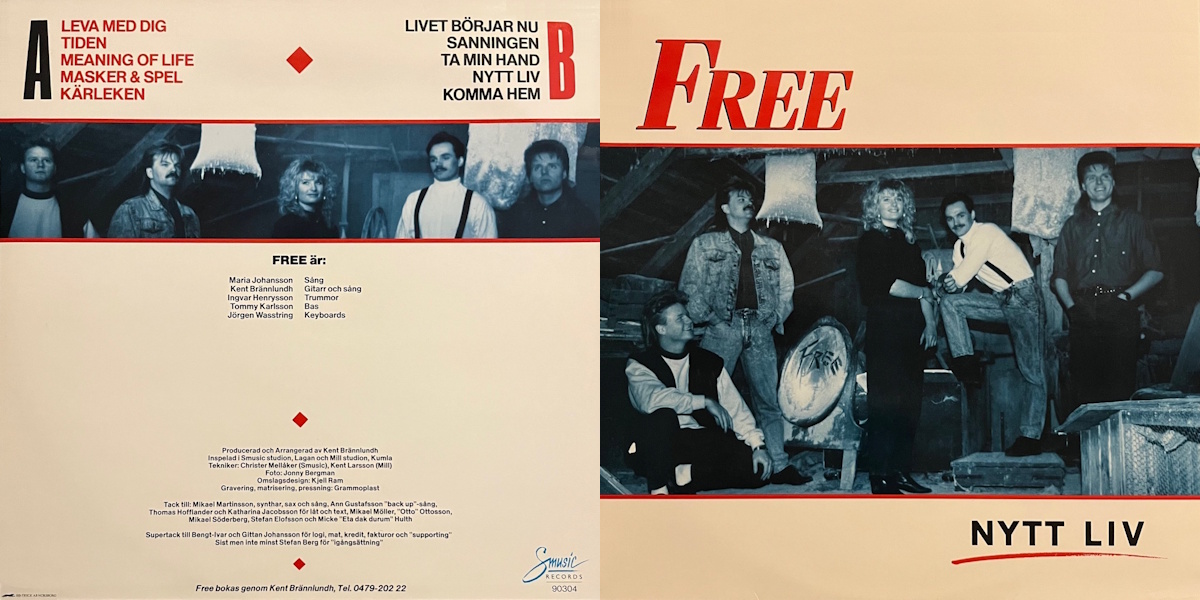 A
LEVA MED DIG
TIDEN
MEANING OF LIFE
MASKER & SPEL
KÄRLEKEN
LIVET BÖRJAR NU
SANNINGEN
TA MIN HAND
NYTT LIV
KOMMA HEM
B
FREE är:
Maria Johansson Sång
Kent Brännlundh Gitarr och sång
Ingvar Henrysson Trummor
Tommy Karlsson Bas
Jörgen Wasstring Keyboards
Producerad och Arrangerad av Kent Brännlundh
Inspelad i Smusic studion, Lagan och Mill studion, Kumla
Tekniker: Christer Mellåker (Smusic), Kent Larsson (Mill)
Foto: Jonny Bergman
Omslagsdesign: Kjell Ram
Gravering, matrisering, pressning: Grammoplast
Tack till: Mikael Martinsson, synthar, sax och sång, Ann Gustafsson "back up"-sång,
Thomas Hofflander och Katharina Jacobsson för låt och text, Mikael Möller, "Otto" Ottosson,
Mikael Söderberg, Stefan Elofsson och Micke "Eta dak durum" Hulth
Supertack till Bengt-Ivar och Gittan Johansson för logi, mat, kredit, fakturor och "supporting"
Sist men inte minst Stefan Berg för "igångsättning"
Free bokas genom Kent Brännlundh, Tel. 0479-202 22
Smusic
RECORDS
90304
FREE
FREE
NYTT LIV